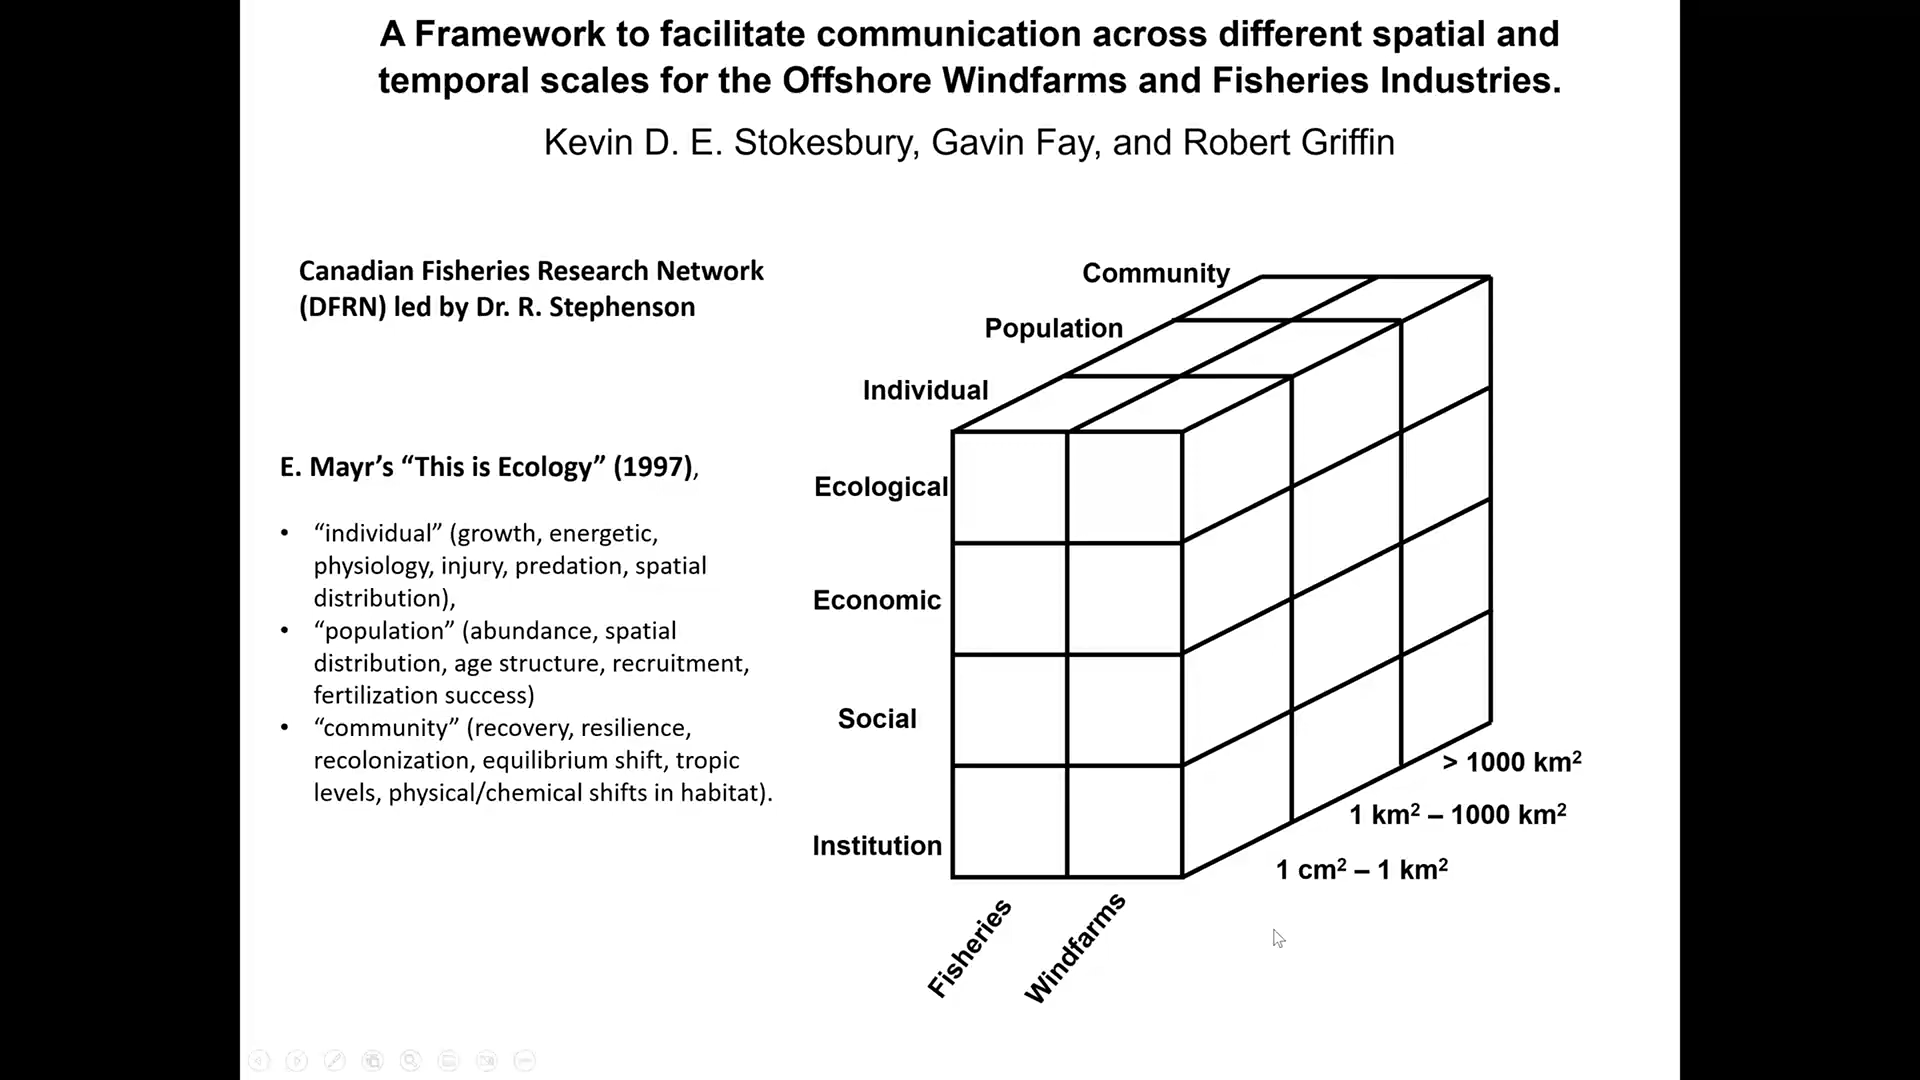 A Framework to facilitate communication across different spatial and
temporal scales for the Offshore Windfarms and Fisheries Industries.
Kevin D. E. Stokesbury, Gavin Fay, and Robert Griffin
Canadian Fisheries Research Network
(DFRN) led by Dr. R. Stephenson
E. Mayr’s “This is Ecology” (1997),
• “individual” (growth, energetic,
physiology, injury, predation, spatial
distribution),
• “population” (abundance, spatial
distribution, age structure, recruitment,
fertilization success)
• “community” (recovery, resilience,
recolonization, equilibrium shift, tropic
levels, physical/chemical shifts in habitat).
Community
Population
Individual
Ecological
Economic
Social
Institution
> 1000 km²
1 km² – 1000 km²
1 cm² – 1 km²
Fisheries
Windfarms